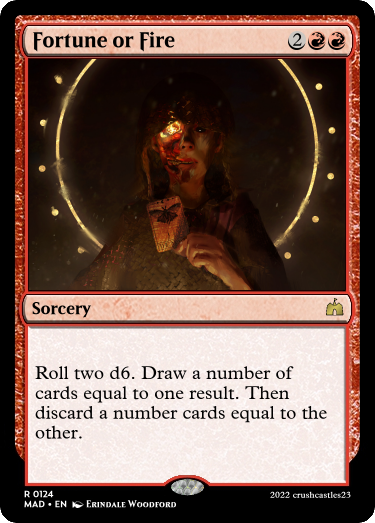 Fortune or Fire 2
Sorcery
Roll two d6. Draw a number of
cards equal to one result. Then
discard a number cards equal to the
other.
R 0124
MAD • EN Erindale Woodford
2022 crushcastles23